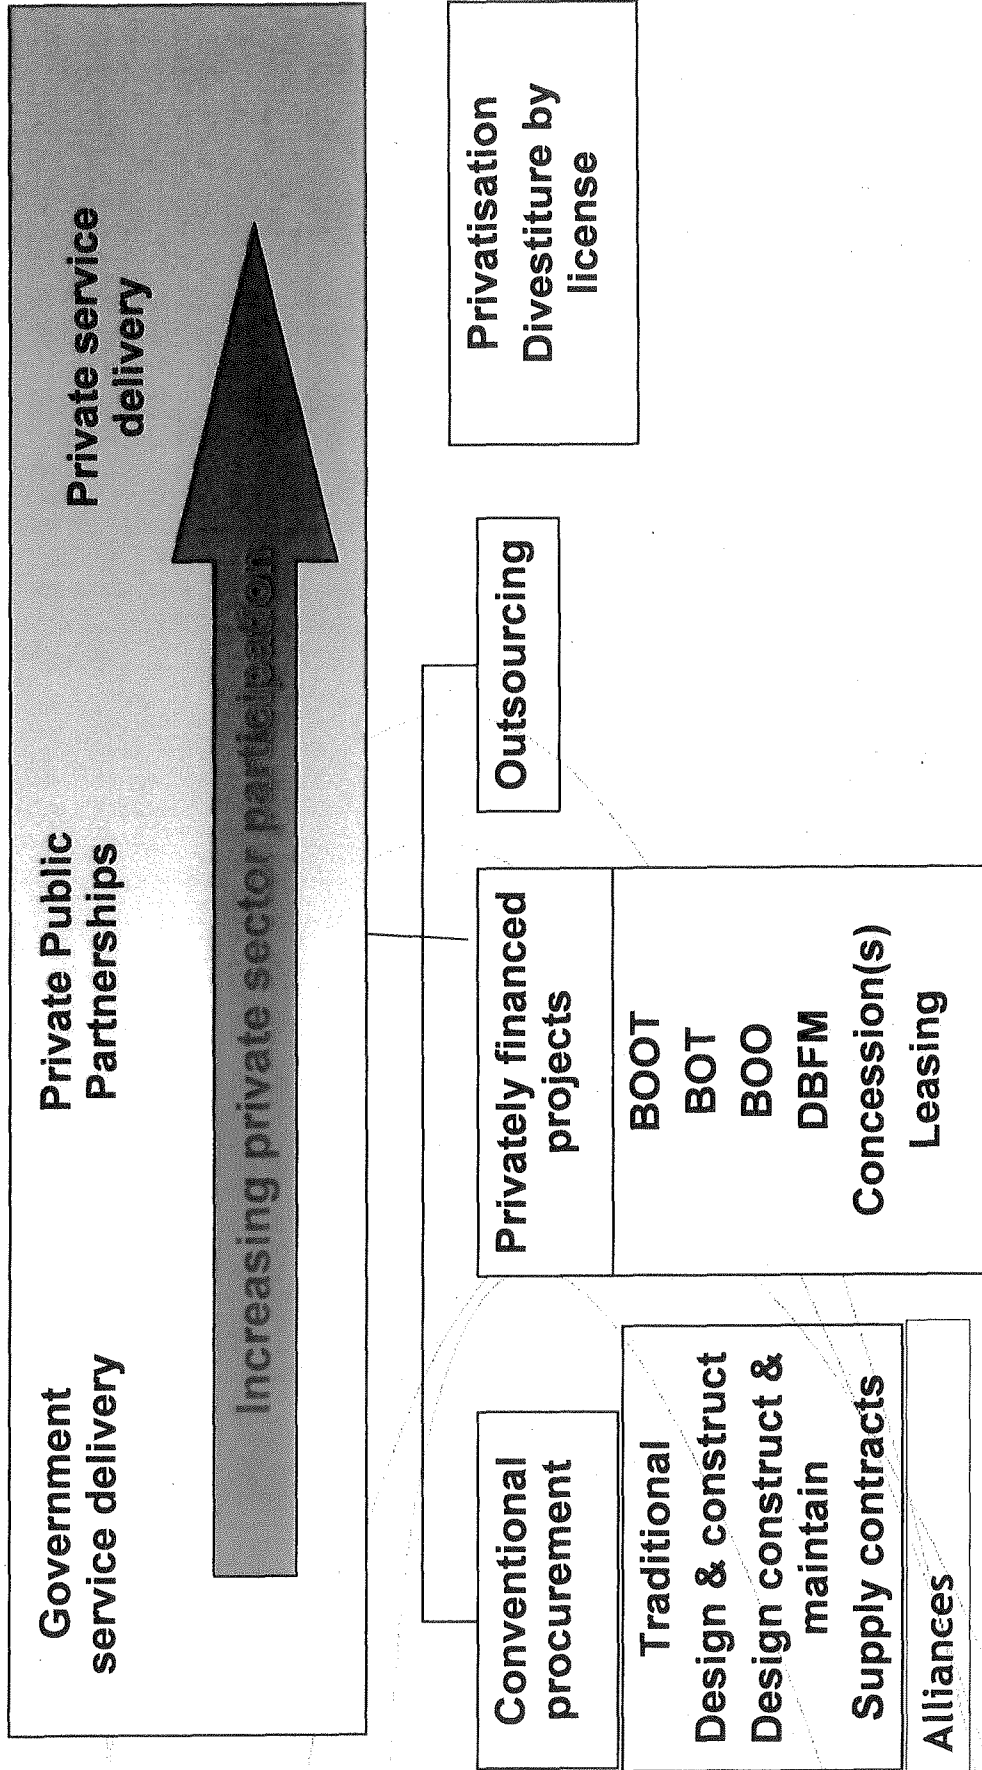 Government
service delivery
Private Public
Partnerships
Private service
delivery
Increasing private sector participation
Conventional
procurement
Traditional
Design & construct
Design construct &
maintain
Supply contracts
Alliances
Privately financed
projects
BOOT
BOT
BOO
DBFM
Concession(s)
Leasing
Outsourcing
Privatisation
Divestiture by
license